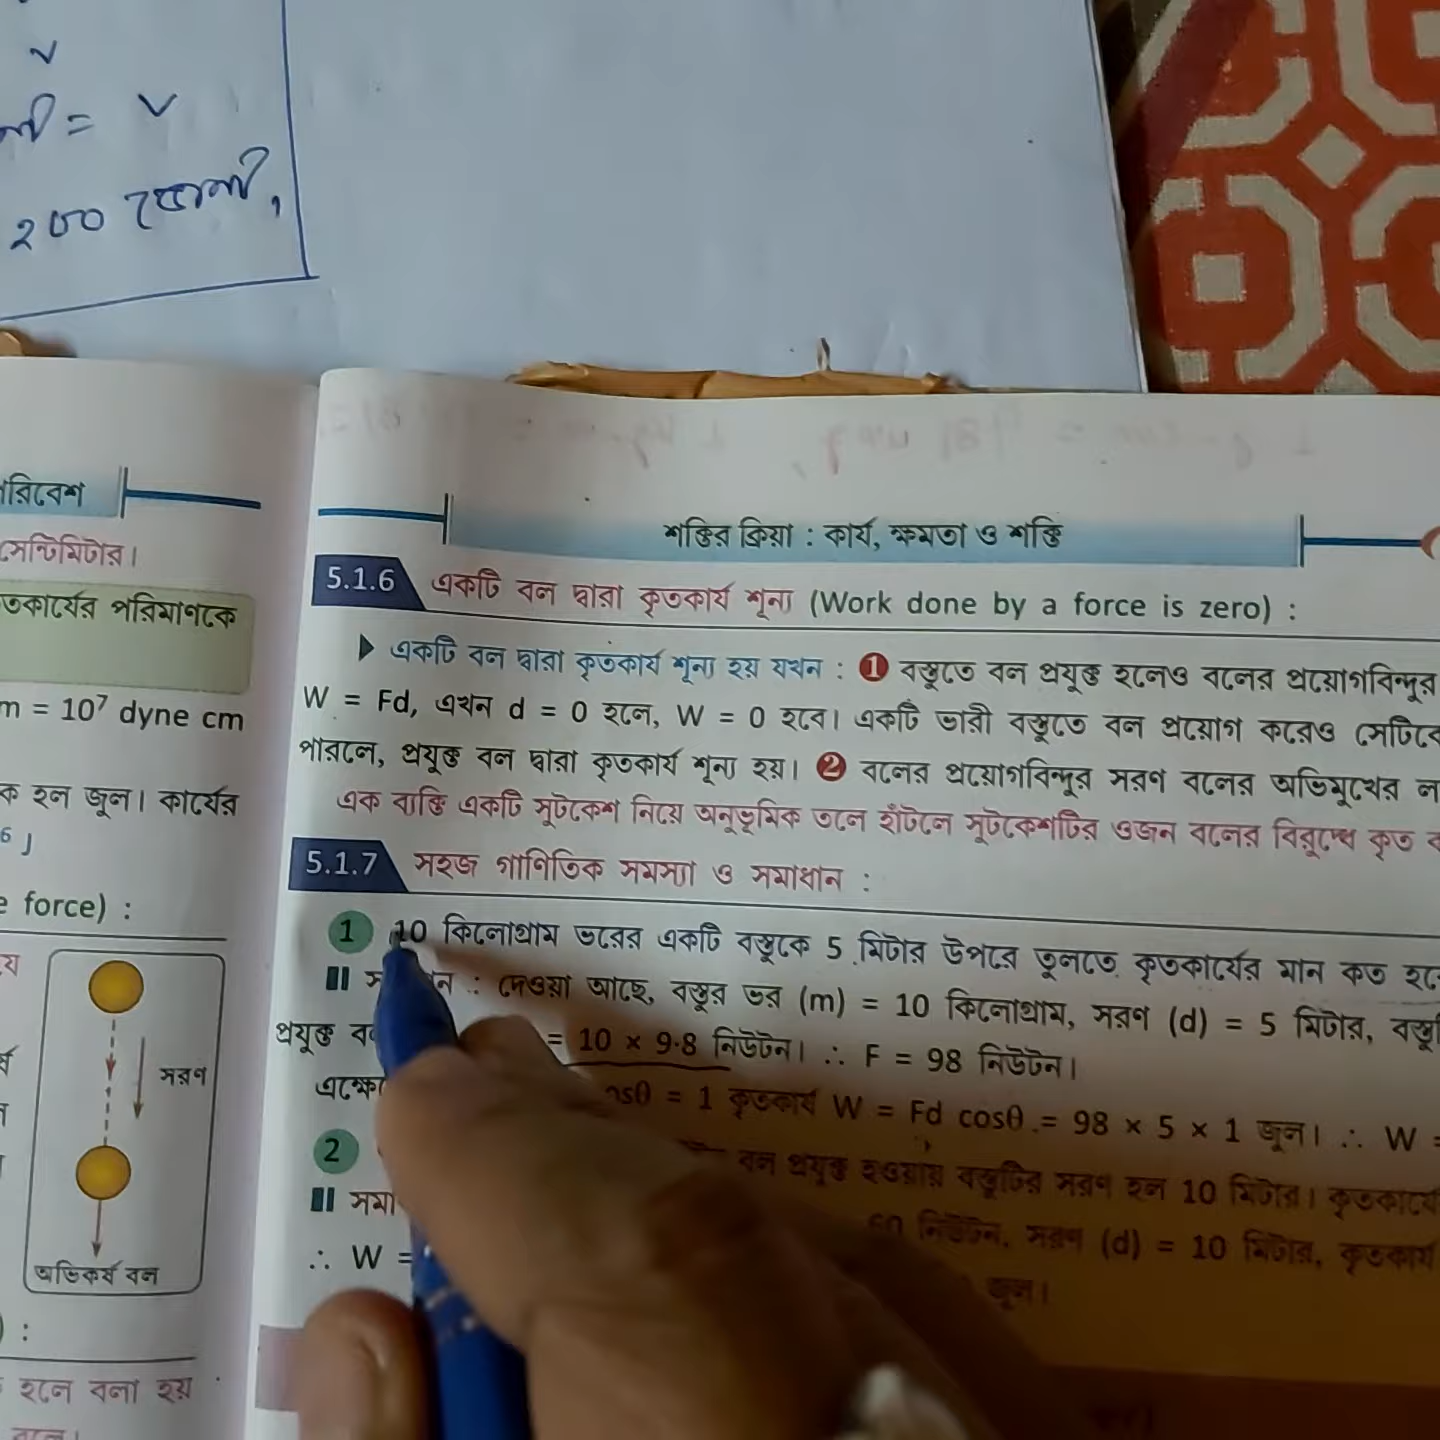 ২৫০ জুল,
রিবেশ
সেন্টিমিটার।
তকার্যের পরিমাণকে
m = 10⁷ dyne cm
ক হল জুল। কার্যের
⁶ J
force) :
সরণ
অভিকর্ষ বল
হলে বলা হয়
শক্তির ক্রিয়া : কার্য, ক্ষমতা ও শক্তি
5.1.6 একটি বল দ্বারা কৃতকার্য শূন্য (Work done by a force is zero) :
▶ একটি বল দ্বারা কৃতকার্য শূন্য হয় যখন : ❶ বস্তুতে বল প্রযুক্ত হলেও বলের প্রয়োগবিন্দুর
W = Fd, এখন d = 0 হলে, W = 0 হবে। একটি ভারী বস্তুতে বল প্রয়োগ করেও সেটিকে
পারলে, প্রযুক্ত বল দ্বারা কৃতকার্য শূন্য হয়। ❷ বলের প্রয়োগবিন্দুর সরণ বলের অভিমুখের ল
এক ব্যক্তি একটি সুটকেশ নিয়ে অনুভূমিক তলে হাঁটলে সুটকেশটির ওজন বলের বিরুদ্ধে কৃত ক
5.1.7 সহজ গাণিতিক সমস্যা ও সমাধান :
1 10 কিলোগ্রাম ভরের একটি বস্তুকে 5 মিটার উপরে তুলতে কৃতকার্যের মান কত হবে
ন : দেওয়া আছে, বস্তুর ভর (m) = 10 কিলোগ্রাম, সরণ (d) = 5 মিটার, বস্তু
প্রযুক্ত ব = 10 × 9·8 নিউটন। ∴ F = 98 নিউটন।
এক্ষে osθ = 1 কৃতকার্য W = Fd cosθ = 98 × 5 × 1 জুল। ∴ W =
2 বল প্রযুক্ত হওয়ায় বস্তুটির সরণ হল 10 মিটার। কৃতকার্যে
সমা 60 নিউটন, সরণ (d) = 10 মিটার, কৃতকার্য
∴ W = জুল।